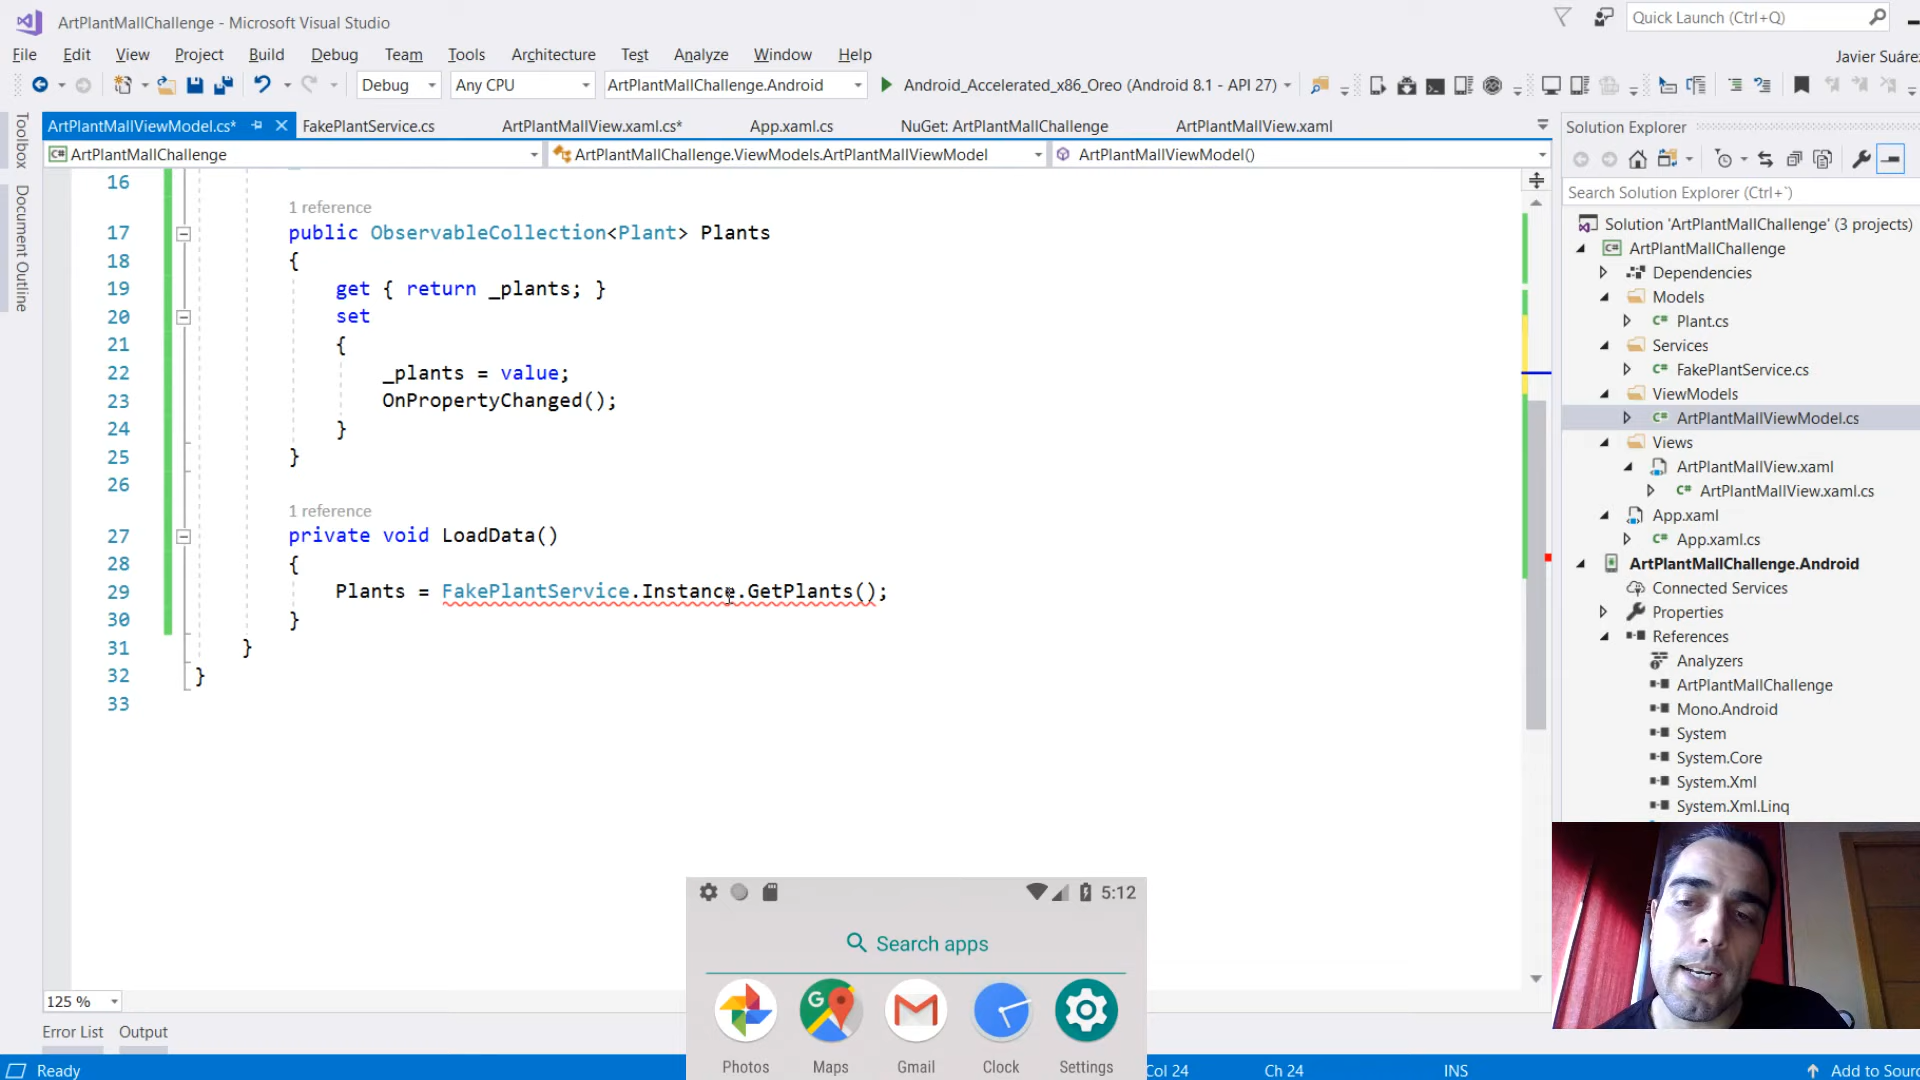 ArtPlantMallChallenge - Microsoft Visual Studio
Quick Launch (Ctrl+Q)
File Edit View Project Build Debug Team Tools Architecture Test Analyze Window Help
Javier Suáre
Debug Any CPU ArtPlantMallChallenge.Android Android_Accelerated_x86_Oreo (Android 8.1 - API 27)
Toolbox
Document Outline
ArtPlantMallViewModel.cs* FakePlantService.cs ArtPlantMallView.xaml.cs* App.xaml.cs NuGet: ArtPlantMallChallenge ArtPlantMallView.xaml
ArtPlantMallChallenge ArtPlantMallChallenge.ViewModels.ArtPlantMallViewModel ArtPlantMallViewModel()
16
1 reference
17 public ObservableCollection<Plant> Plants
18 {
19 get { return _plants; }
20 set
21 {
22 _plants = value;
23 OnPropertyChanged();
24 }
25 }
26
1 reference
27 private void LoadData()
28 {
29 Plants = FakePlantService.Instance.GetPlants();
30 }
31 }
32 }
33
125 %
Error List Output
Ready
Col 24 Ch 24 INS
Add to Sourc
Solution Explorer
Search Solution Explorer (Ctrl+`)
Solution 'ArtPlantMallChallenge' (3 projects)
C# ArtPlantMallChallenge
Dependencies
Models
C# Plant.cs
Services
C# FakePlantService.cs
ViewModels
C# ArtPlantMallViewModel.cs
Views
ArtPlantMallView.xaml
C# ArtPlantMallView.xaml.cs
App.xaml
C# App.xaml.cs
ArtPlantMallChallenge.Android
Connected Services
Properties
References
Analyzers
ArtPlantMallChallenge
Mono.Android
System
System.Core
System.Xml
System.Xml.Linq
5:12
Search apps
Photos Maps Gmail Clock Settings